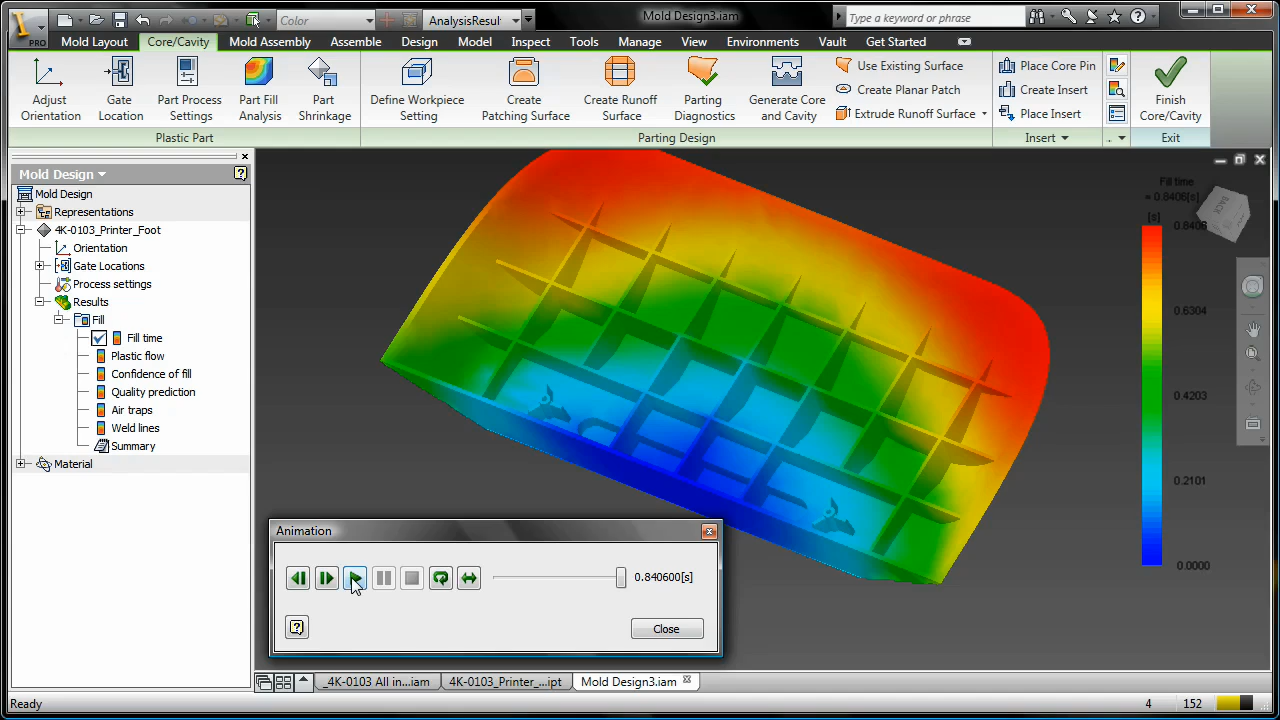 PRO
Color
AnalysisResul
Mold Design3.iam
Type a keyword or phrase
Mold Layout
Core/Cavity
Mold Assembly
Assemble
Design
Model
Inspect
Tools
Manage
View
Environments
Vault
Get Started
Adjust
Orientation
Gate
Location
Part Process
Settings
Part Fill
Analysis
Part
Shrinkage
Define Workpiece
Setting
Create
Patching Surface
Create Runoff
Surface
Parting
Diagnostics
Generate Core
and Cavity
Use Existing Surface
Create Planar Patch
Extrude Runoff Surface
Place Core Pin
Create Insert
Place Insert
Finish
Core/Cavity
Plastic Part
Parting Design
Insert
Exit
Mold Design
Mold Design
Representations
4K-0103_Printer_Foot
Orientation
Gate Locations
Process settings
Results
Fill
Fill time
Plastic flow
Confidence of fill
Quality prediction
Air traps
Weld lines
Summary
Material
Fill time
= 0.8406[s]
[s]
0.8406
0.6304
0.4203
0.2101
0.0000
BACK
Animation
0.840600[s]
Close
_4K-0103 All in...iam
4K-0103_Printer_...ipt
Mold Design3.iam
Ready
4
152